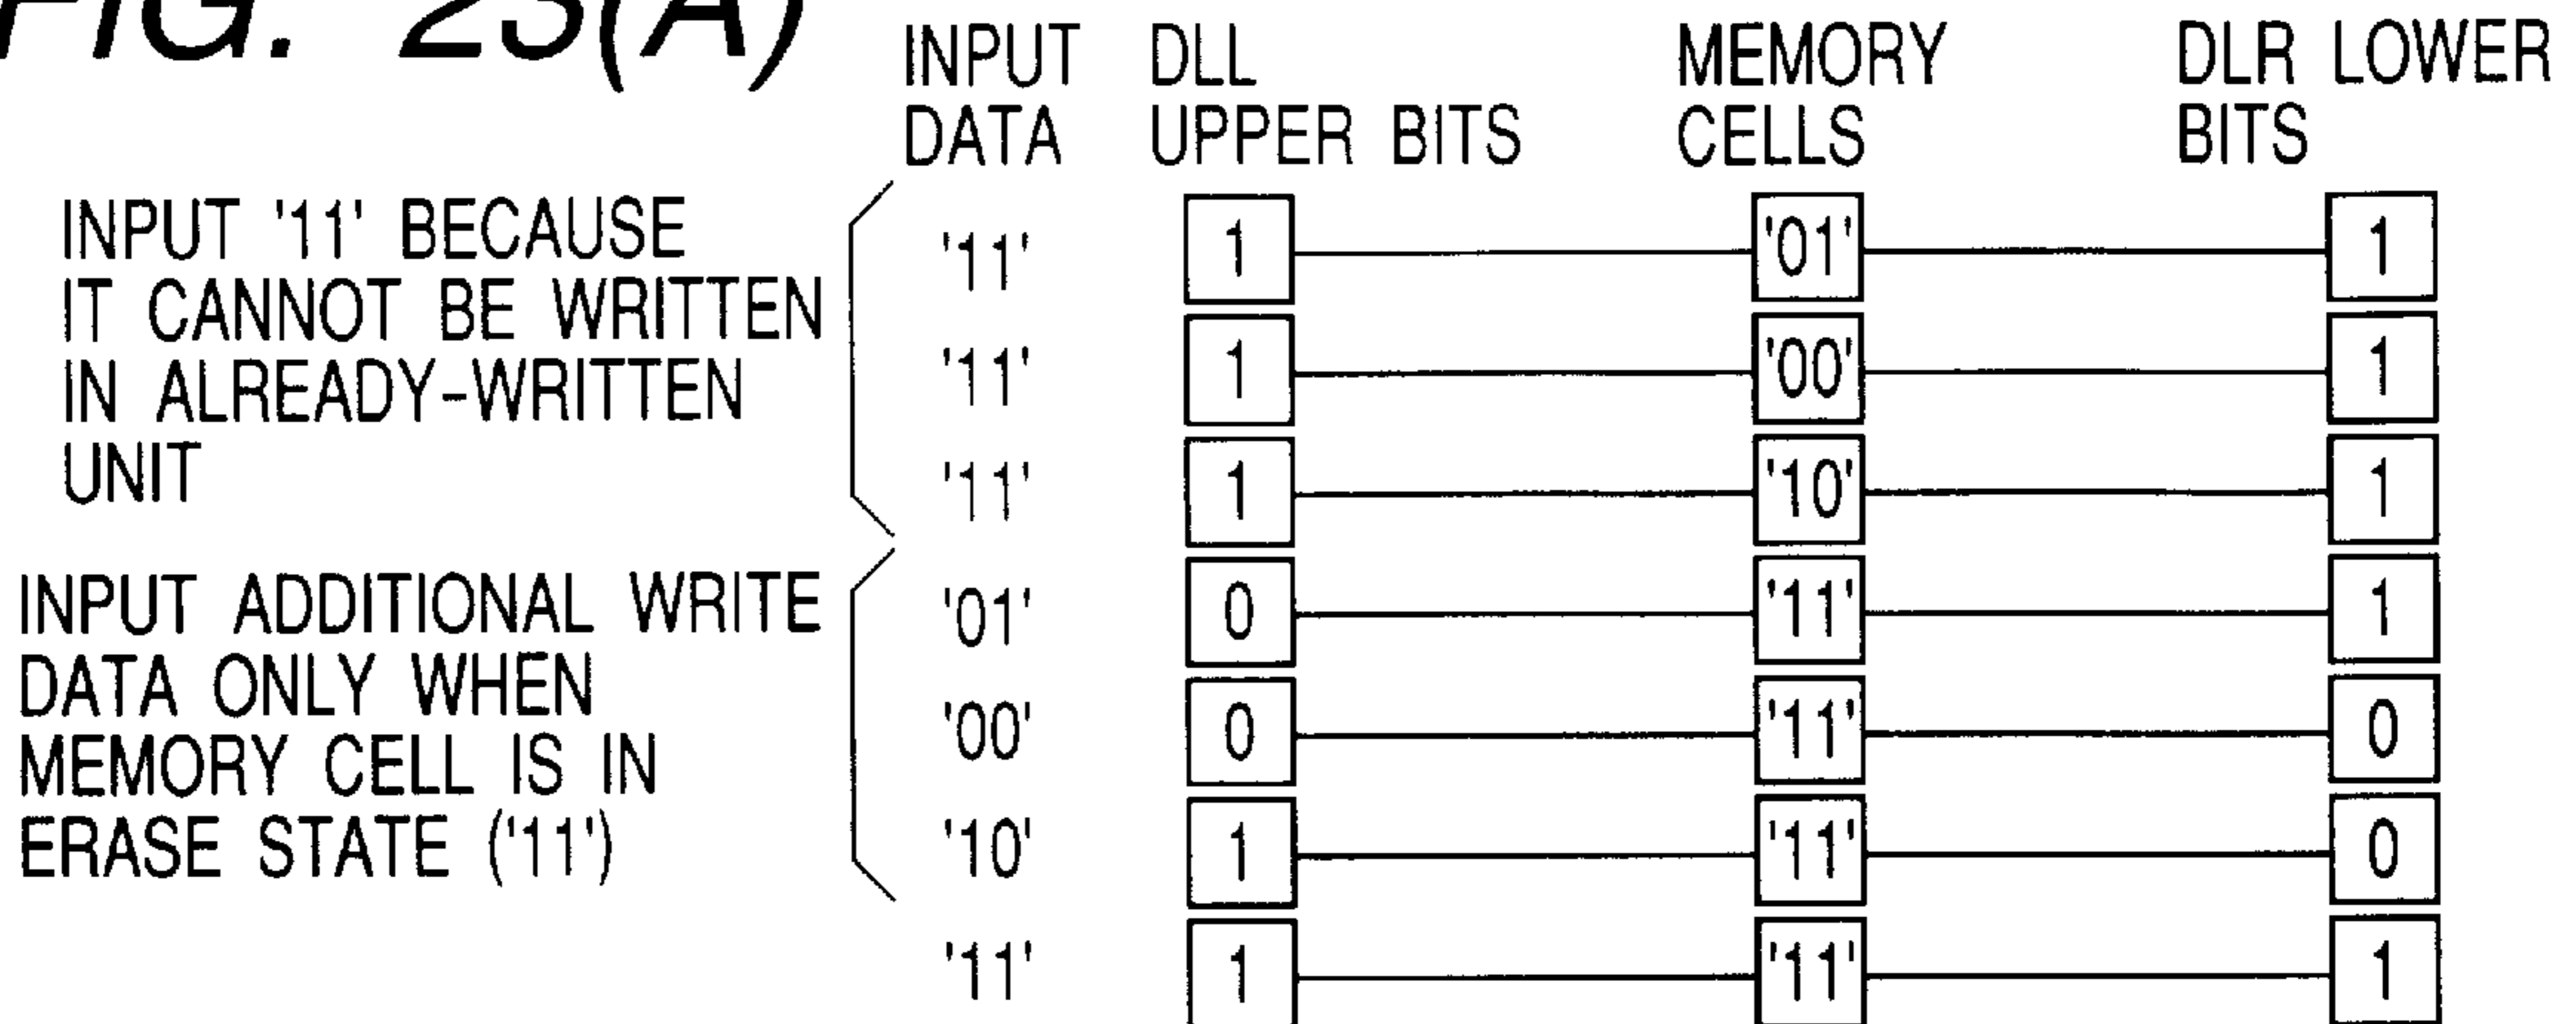 FIG. 23(A)
INPUT DLL MEMORY DLR LOWER
DATA UPPER BITS CELLS BITS
INPUT '11' BECAUSE
IT CANNOT BE WRITTEN
IN ALREADY-WRITTEN
UNIT
'11' 1 '01' 1
'11' 1 '00' 1
'11' 1 '10' 1
INPUT ADDITIONAL WRITE
DATA ONLY WHEN
MEMORY CELL IS IN
ERASE STATE ('11')
'01' 0 '11' 1
'00' 0 '11' 0
'10' 1 '11' 0
'11' 1 '11' 1